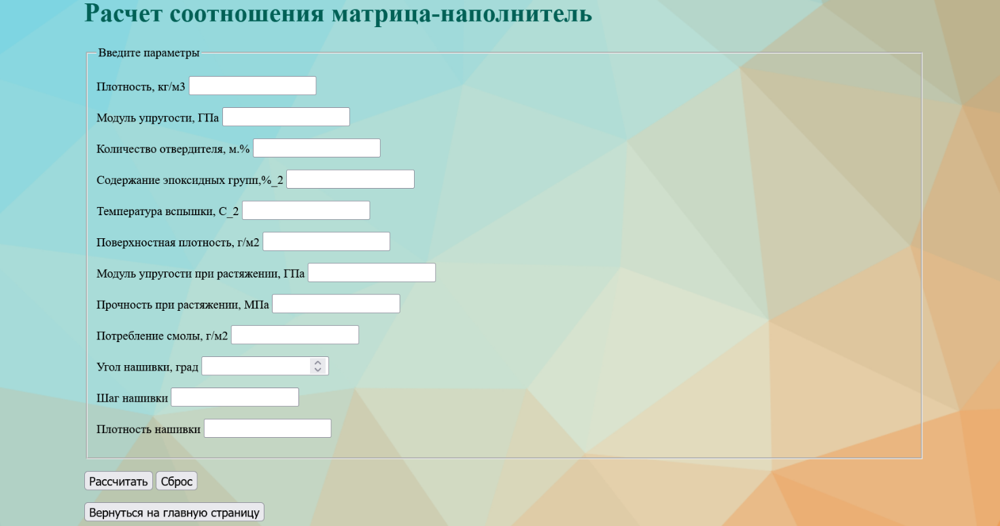 Расчет соотношения матрица-наполнитель
Введите параметры
Плотность, кг/м3
Модуль упругости, ГПа
Количество отвердителя, м.%
Содержание эпоксидных групп,%_2
Температура вспышки, С_2
Поверхностная плотность, г/м2
Модуль упругости при растяжении, ГПа
Прочность при растяжении, МПа
Потребление смолы, г/м2
Угол нашивки, град
Шаг нашивки
Плотность нашивки
Рассчитать Сброс
Вернуться на главную страницу